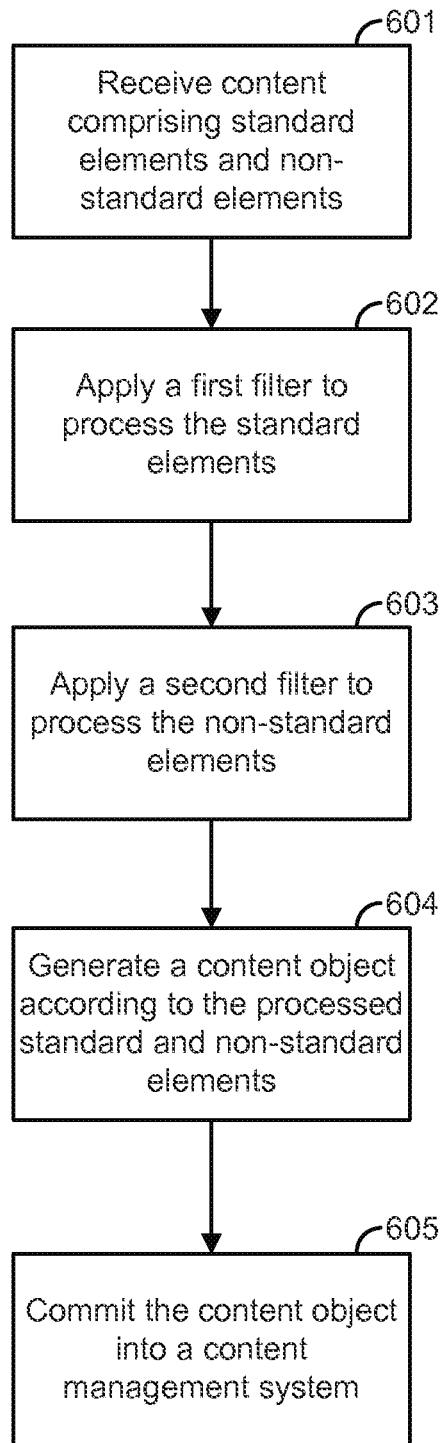 601
Receive content
comprising standard
elements and non-
standard elements
602
Apply a first filter to
process the standard
elements
603
Apply a second filter to
process the non-standard
elements
604
Generate a content object
according to the processed
standard and non-standard
elements
605
Commit the content object
into a content
management system